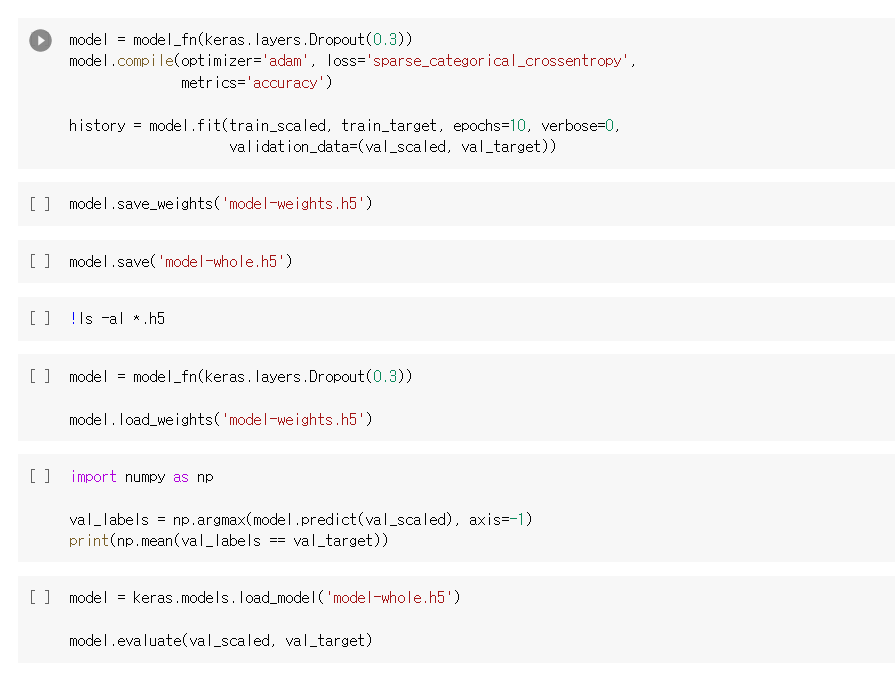 model = model_fn(keras.layers.Dropout(0.3))
model.compile(optimizer='adam', loss='sparse_categorical_crossentropy',
              metrics='accuracy')
history = model.fit(train_scaled, train_target, epochs=10, verbose=0,
                    validation_data=(val_scaled, val_target))
[ ] model.save_weights('model-weights.h5')
[ ] model.save('model-whole.h5')
[ ] !ls -al *.h5
[ ] model = model_fn(keras.layers.Dropout(0.3))
model.load_weights('model-weights.h5')
[ ] import numpy as np
val_labels = np.argmax(model.predict(val_scaled), axis=-1)
print(np.mean(val_labels == val_target))
[ ] model = keras.models.load_model('model-whole.h5')
model.evaluate(val_scaled, val_target)